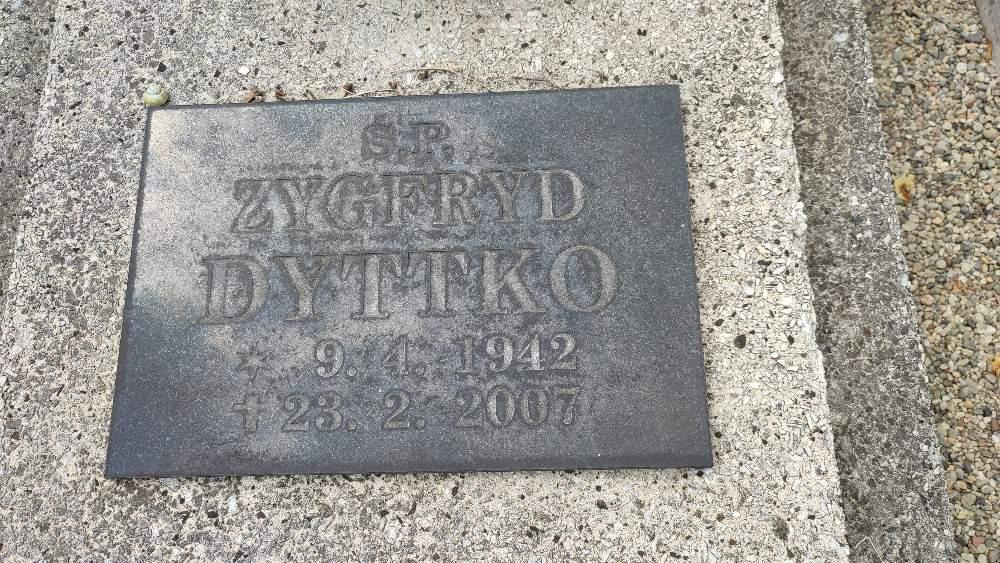 Ś.P.
ZYGFRYD
DYTTKO
☆ 9. 4. 1942
✝ 23. 2. 2007